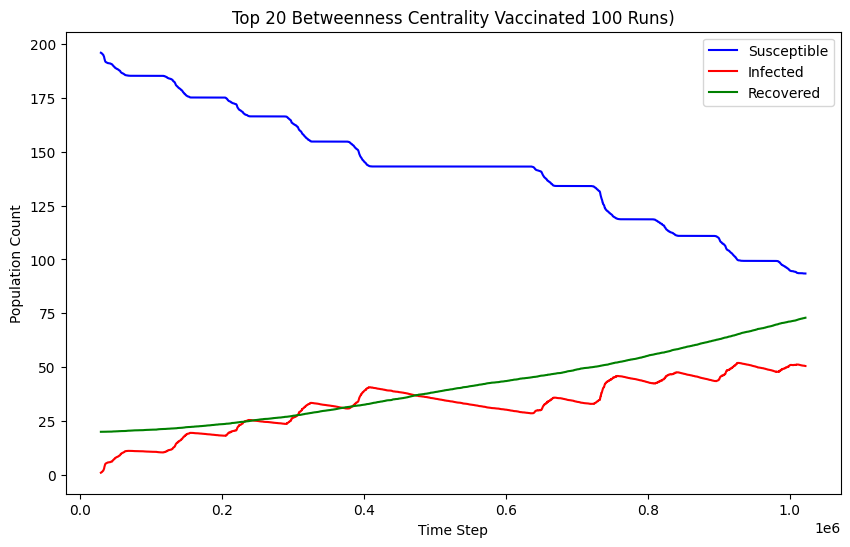 Top 20 Betweenness Centrality Vaccinated 100 Runs)
Susceptible
Infected
Recovered
Population Count
200
175
150
125
100
75
50
25
0
0.0 0.2 0.4 0.6 0.8 1.0
1e6
Time Step